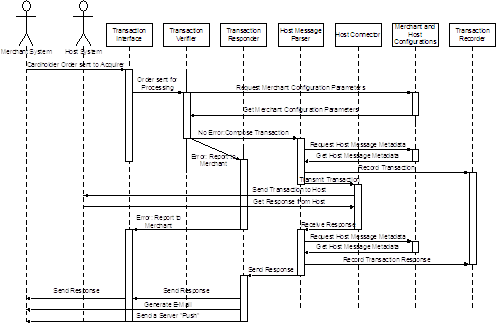 Merchant System
Host System
Transaction
Interface
Transaction
Verifier
Transaction
Responder
Host Message
Parser
Host Connector
Merchant and
Host
Configurations
Transaction
Recorder
Cardholder Order sent to Acquirer
Order sent for
Processing
Request Merchant Configuration Parameters
Get Merchant Configuration Parameters
No Error: Compose Transaction
Error: Report to
Merchant
Request Host Message Metadata
Get Host Message Metadata
Record Transaction
Transmit Transaction
Send Transaction to Host
Get Response from Host
Error: Report to
Merchant
Receive Response
Request Host Message Metadata
Get Host Message Metadata
Record Transaction Response
Send Response
Send Response
Send Response
Generate E-Mail
Send a Server "Push"